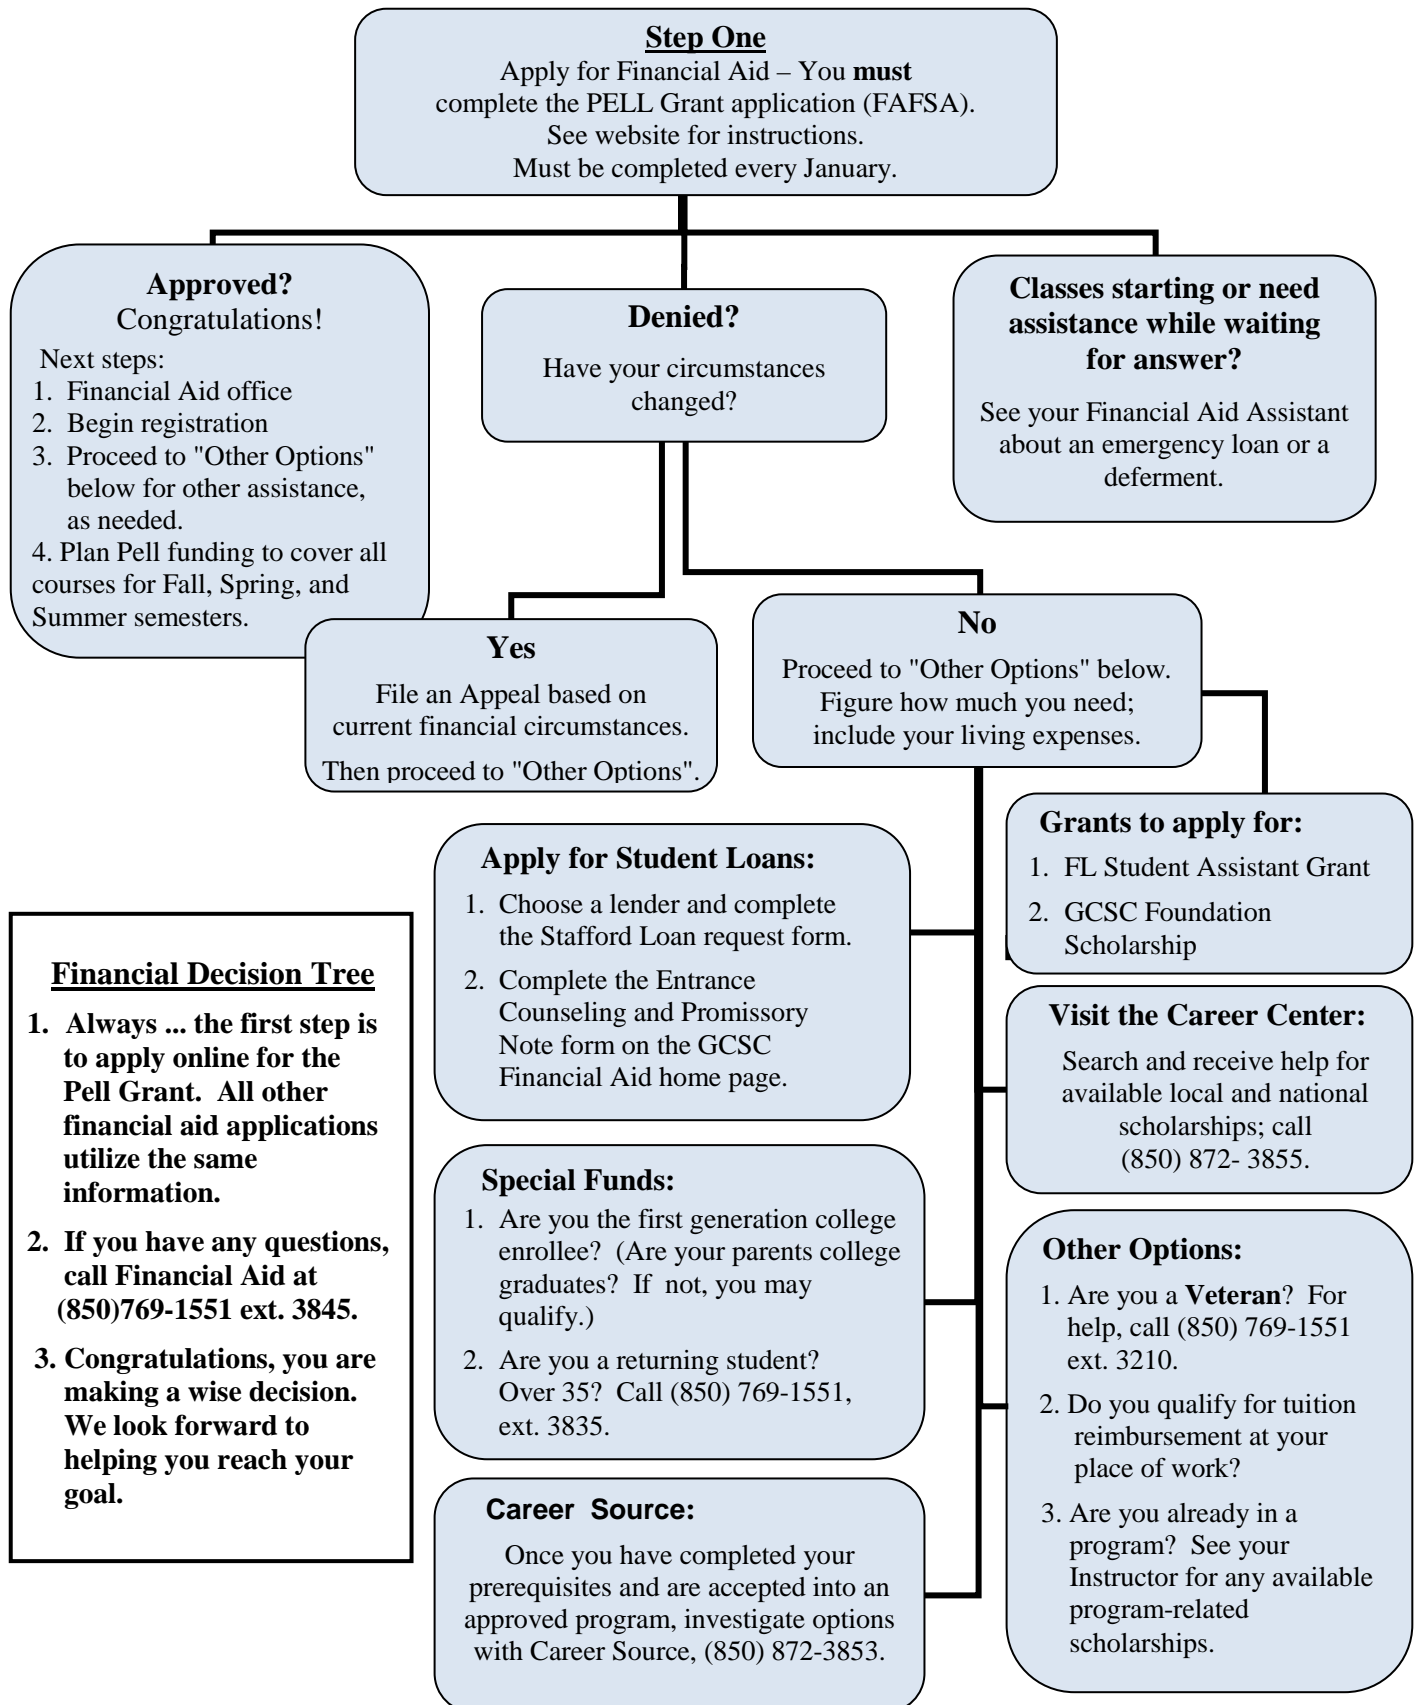 Step One
Apply for Financial Aid – You must
complete the PELL Grant application (FAFSA).
See website for instructions.
Must be completed every January.
Approved?
Congratulations!
Next steps:
1. Financial Aid office
2. Begin registration
3. Proceed to "Other Options"
below for other assistance,
as needed.
4. Plan Pell funding to cover all
courses for Fall, Spring, and
Summer semesters.
Denied?
Have your circumstances
changed?
Classes starting or need
assistance while waiting
for answer?
See your Financial Aid Assistant
about an emergency loan or a
deferment.
Yes
File an Appeal based on
current financial circumstances.
Then proceed to "Other Options".
No
Proceed to "Other Options" below.
Figure how much you need;
include your living expenses.
Grants to apply for:
1. FL Student Assistant Grant
2. GCSC Foundation
Scholarship
Apply for Student Loans:
1. Choose a lender and complete
the Stafford Loan request form.
2. Complete the Entrance
Counseling and Promissory
Note form on the GCSC
Financial Aid home page.
Financial Decision Tree
1. Always ... the first step is
to apply online for the
Pell Grant. All other
financial aid applications
utilize the same
information.
2. If you have any questions,
call Financial Aid at
(850)769-1551 ext. 3845.
3. Congratulations, you are
making a wise decision.
We look forward to
helping you reach your
goal.
Visit the Career Center:
Search and receive help for
available local and national
scholarships; call
(850) 872- 3855.
Special Funds:
1. Are you the first generation college
enrollee? (Are your parents college
graduates? If not, you may
qualify.)
2. Are you a returning student?
Over 35? Call (850) 769-1551,
ext. 3835.
Other Options:
1. Are you a Veteran? For
help, call (850) 769-1551
ext. 3210.
2. Do you qualify for tuition
reimbursement at your
place of work?
3. Are you already in a
program? See your
Instructor for any available
program-related
scholarships.
Career Source:
Once you have completed your
prerequisites and are accepted into an
approved program, investigate options
with Career Source, (850) 872-3853.